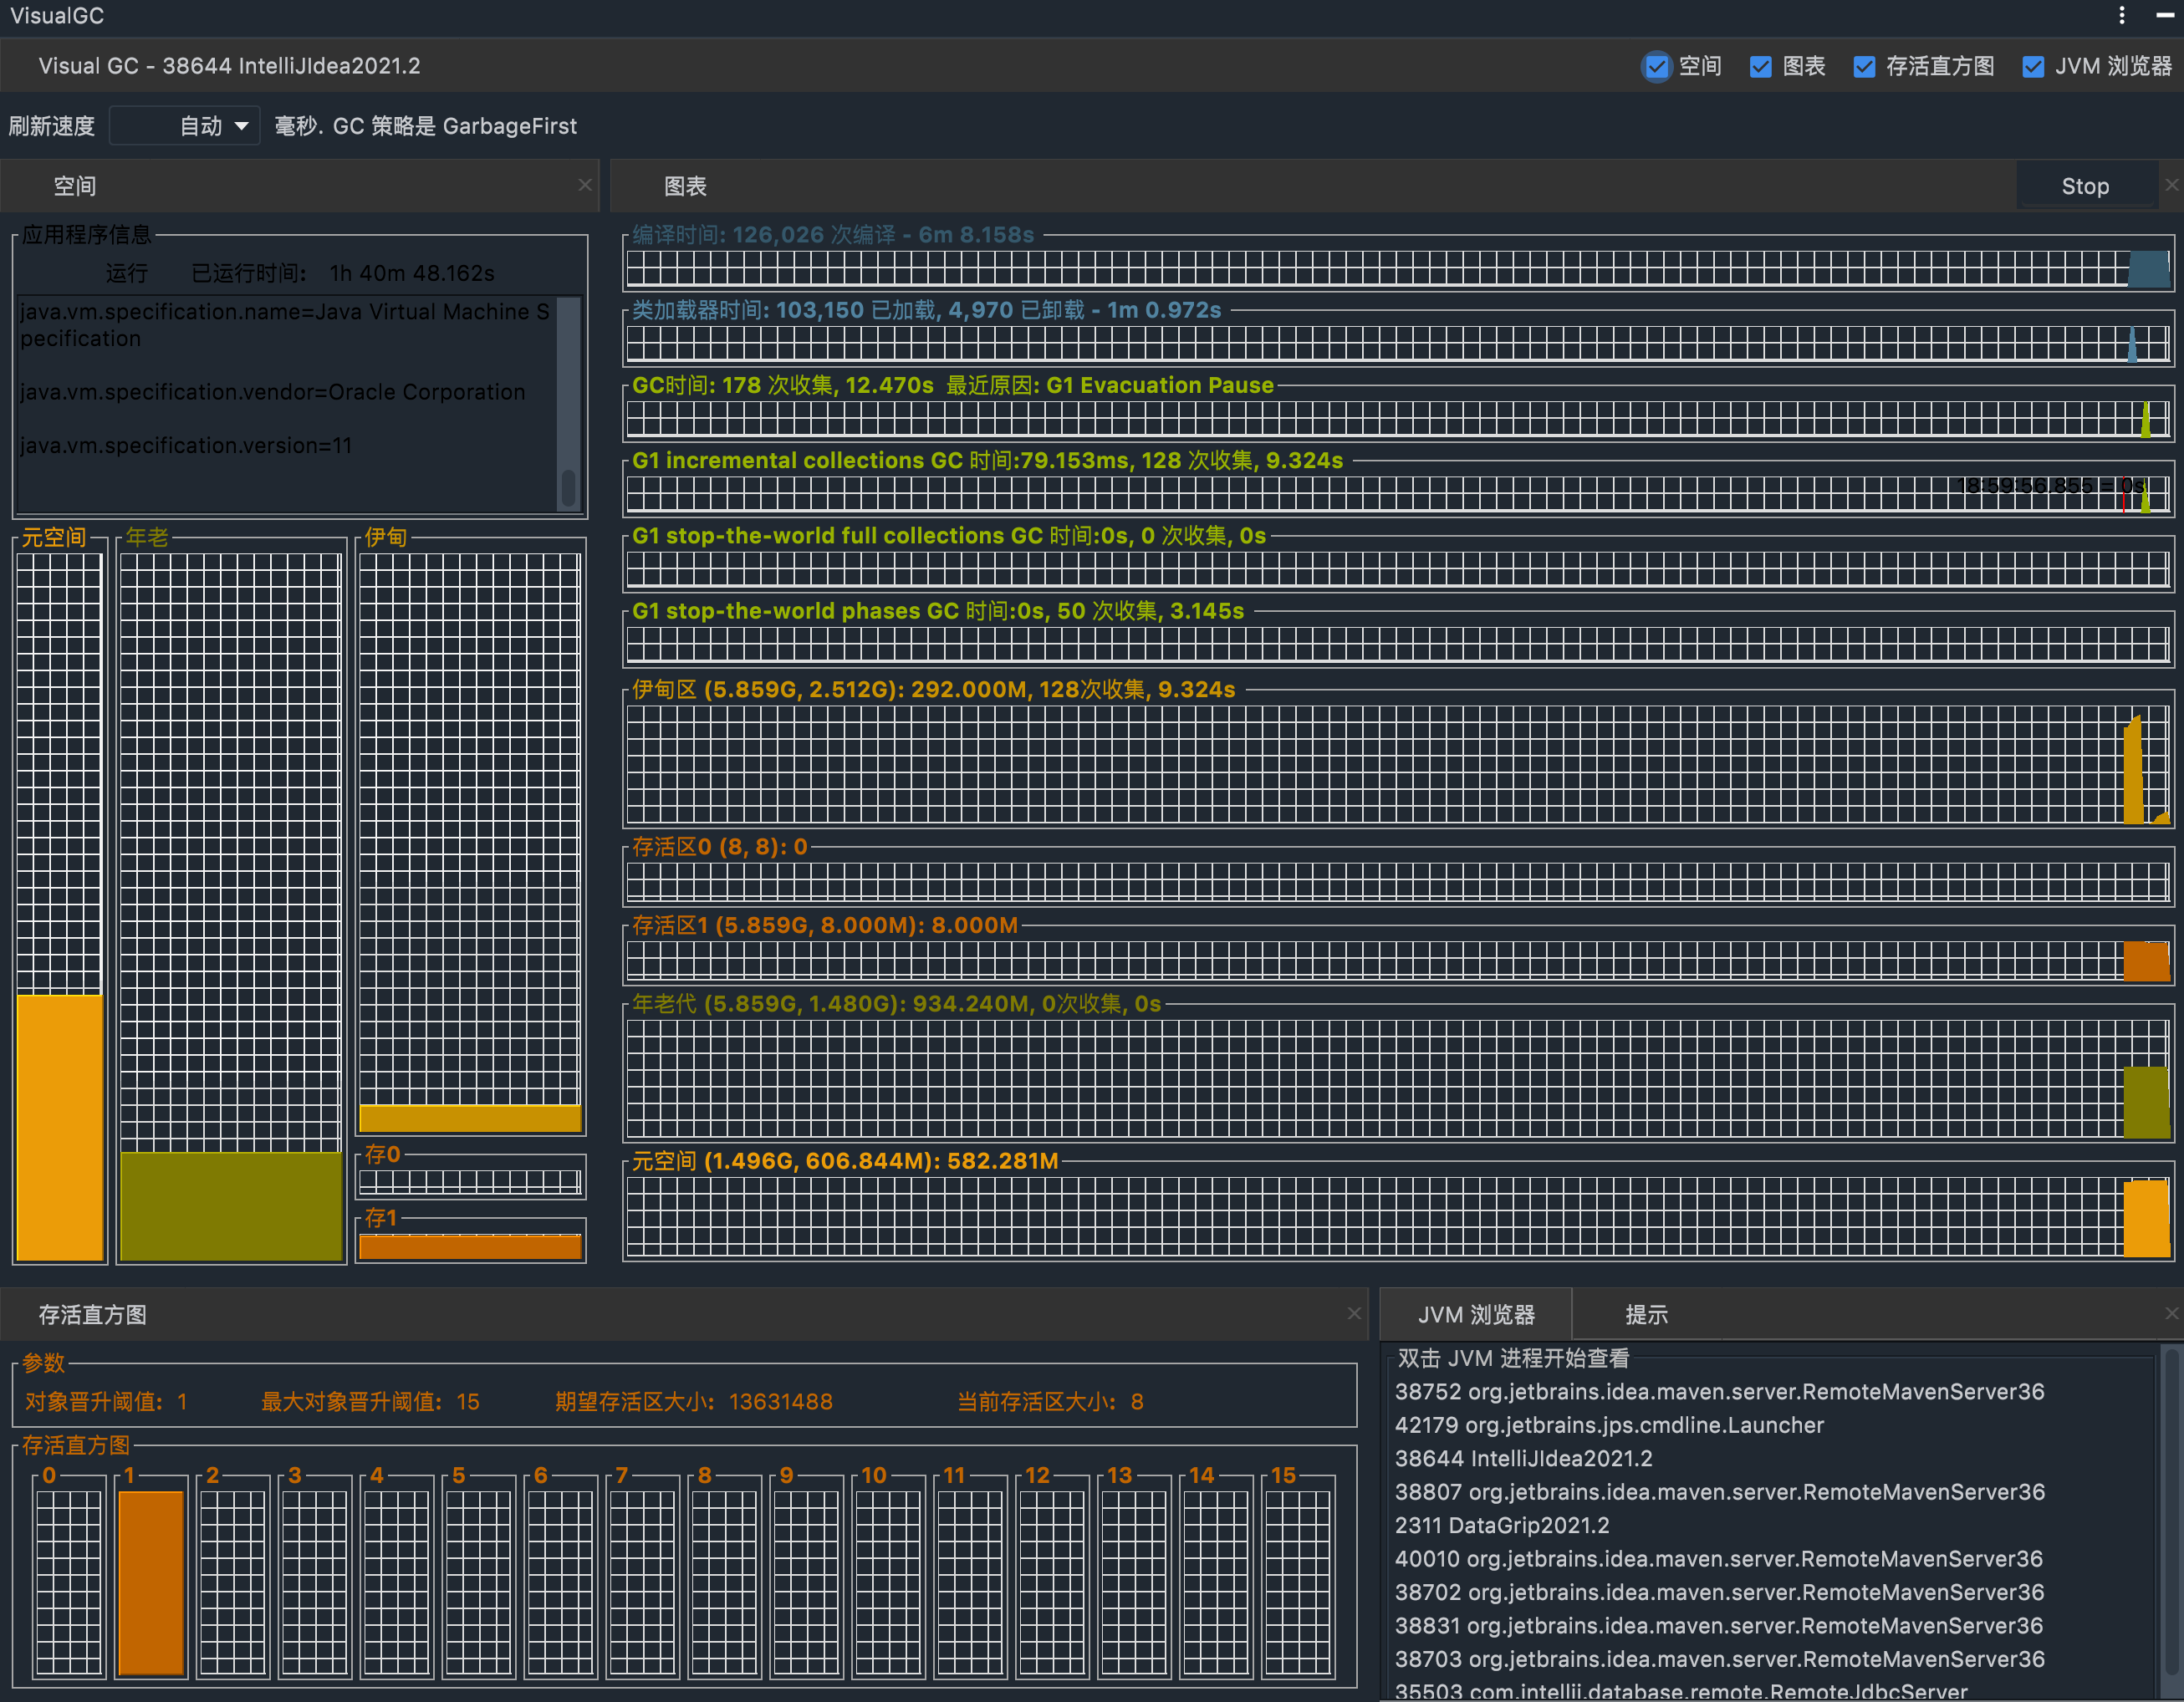 VisualGC
Visual GC - 38644 IntelliJIdea2021.2
空间 图表 存活直方图 JVM 浏览器
刷新速度 自动 毫秒. GC 策略是 GarbageFirst
空间
应用程序信息
运行 已运行时间: 1h 40m 48.162s
java.vm.specification.name=Java Virtual Machine S
pecification
java.vm.specification.vendor=Oracle Corporation
java.vm.specification.version=11
元空间 年老 伊甸
存0
存1
图表 Stop
编译时间: 126,026 次编译 - 6m 8.158s
类加载器时间: 103,150 已加载, 4,970 已卸载 - 1m 0.972s
GC时间: 178 次收集, 12.470s 最近原因: G1 Evacuation Pause
G1 incremental collections GC 时间:79.153ms, 128 次收集, 9.324s
18:59:56.855 = 0s
G1 stop-the-world full collections GC 时间:0s, 0 次收集, 0s
G1 stop-the-world phases GC 时间:0s, 50 次收集, 3.145s
伊甸区 (5.859G, 2.512G): 292.000M, 128次收集, 9.324s
存活区0 (8, 8): 0
存活区1 (5.859G, 8.000M): 8.000M
年老代 (5.859G, 1.480G): 934.240M, 0次收集, 0s
元空间 (1.496G, 606.844M): 582.281M
存活直方图
参数
对象晋升阈值: 1 最大对象晋升阈值: 15 期望存活区大小: 13631488 当前存活区大小: 8
存活直方图
0 1 2 3 4 5 6 7 8 9 10 11 12 13 14 15
JVM 浏览器 提示
双击 JVM 进程开始查看
38752 org.jetbrains.idea.maven.server.RemoteMavenServer36
42179 org.jetbrains.jps.cmdline.Launcher
38644 IntelliJIdea2021.2
38807 org.jetbrains.idea.maven.server.RemoteMavenServer36
2311 DataGrip2021.2
40010 org.jetbrains.idea.maven.server.RemoteMavenServer36
38702 org.jetbrains.idea.maven.server.RemoteMavenServer36
38831 org.jetbrains.idea.maven.server.RemoteMavenServer36
38703 org.jetbrains.idea.maven.server.RemoteMavenServer36
35503 com.intellij.database.remote.RemoteJdbcServer